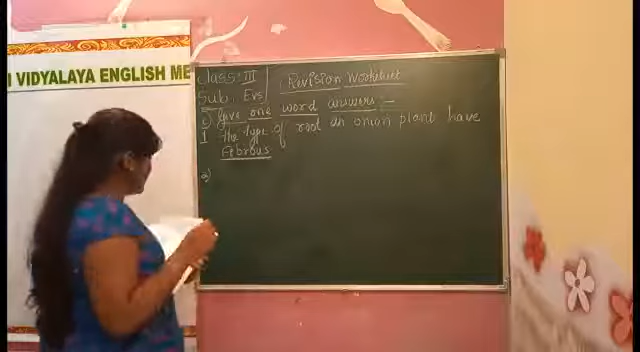 I VIDYALAYA ENGLISH ME
Class: III
Revision Worksheet
Sub: Evs
i) Give one word answers:-
1 The type of root an onion plant have
Fibrous
2)